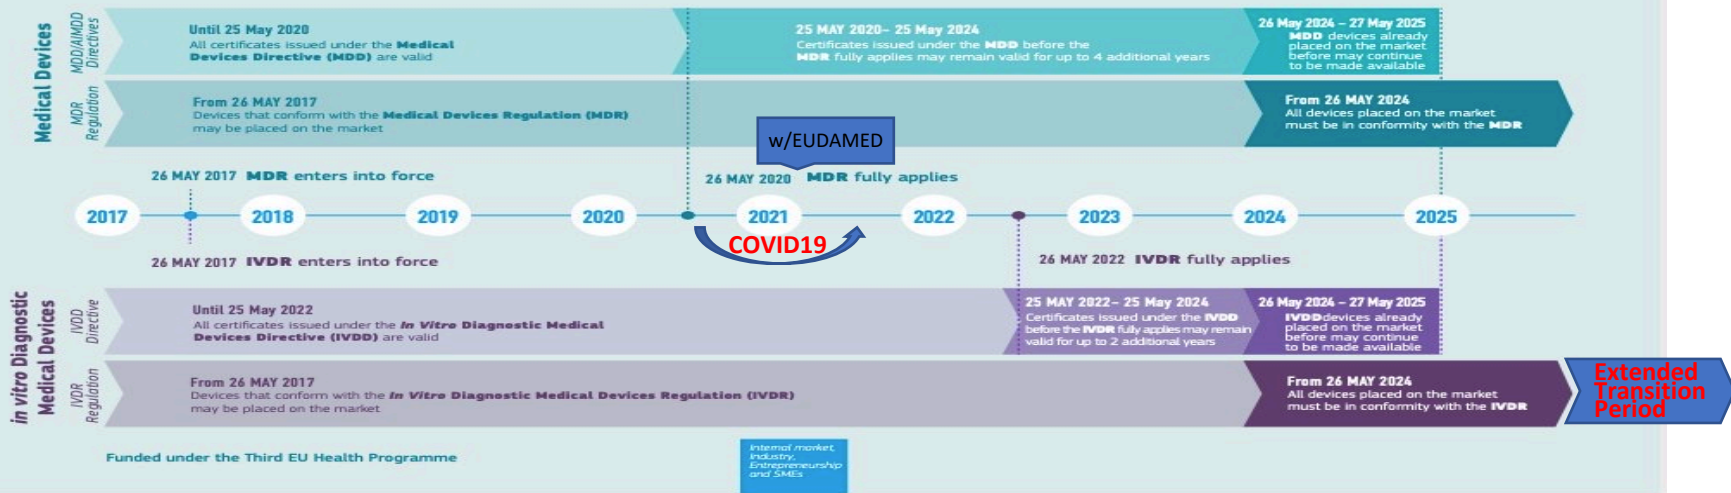 Medical Devices
MDD/AIMDD
Directives
Until 25 May 2020
All certificates issued under the Medical
Devices Directive (MDD) are valid
25 MAY 2020– 25 May 2024
Certificates issued under the MDD before the
MDR fully applies may remain valid for up to 4 additional years
26 May 2024 – 27 May 2025
MDD devices already
placed on the market
before may continue
to be made available
MDR
Regulation
From 26 MAY 2017
Devices that conform with the Medical Devices Regulation (MDR)
may be placed on the market
From 26 MAY 2024
All devices placed on the market
must be in conformity with the MDR
w/EUDAMED
26 MAY 2017 MDR enters into force
26 MAY 2020 MDR fully applies
2017 2018 2019 2020 2021 2022 2023 2024 2025
COVID19
26 MAY 2017 IVDR enters into force
26 MAY 2022 IVDR fully applies
in vitro Diagnostic
Medical Devices
IVDD
Directive
Until 25 May 2022
All certificates issued under the In Vitro Diagnostic Medical
Devices Directive (IVDD) are valid
25 MAY 2022– 25 May 2024
Certificates issued under the IVDD
before the IVDR fully applies may remain
valid for up to 2 additional years
26 May 2024 – 27 May 2025
IVDDdevices already
placed on the market
before may continue
to be made available
IVDR
Regulation
From 26 MAY 2017
Devices that conform with the In Vitro Diagnostic Medical Devices Regulation (IVDR)
may be placed on the market
From 26 MAY 2024
All devices placed on the market
must be in conformity with the IVDR
Extended
Transition
Period
Funded under the Third EU Health Programme
Internal market,
Industry,
Entrepreneurship
and SMEs